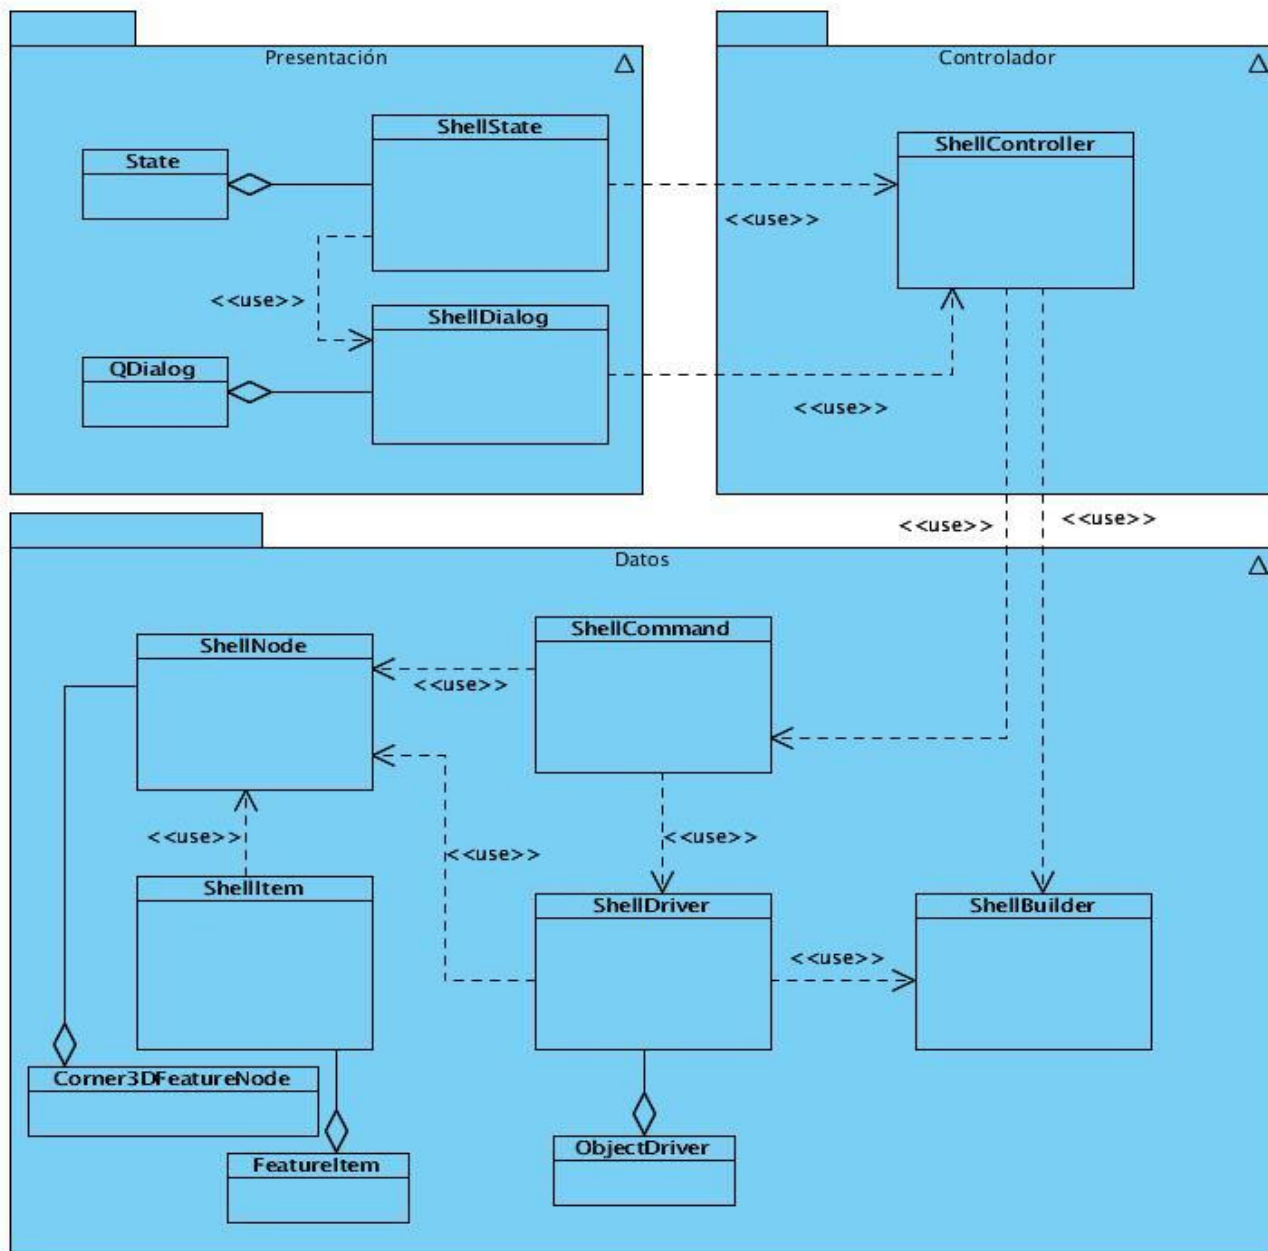 Presentación
Controlador
ShellState
ShellController
State
<<use>>
<<use>>
ShellDialog
QDialog
<<use>>
<<use>>
<<use>>
Datos
ShellCommand
ShellNode
<<use>>
<<use>>
<<use>>
<<use>>
ShellItem
ShellDriver
ShellBuilder
<<use>>
Corner3DFeatureNode
ObjectDriver
FeatureItem